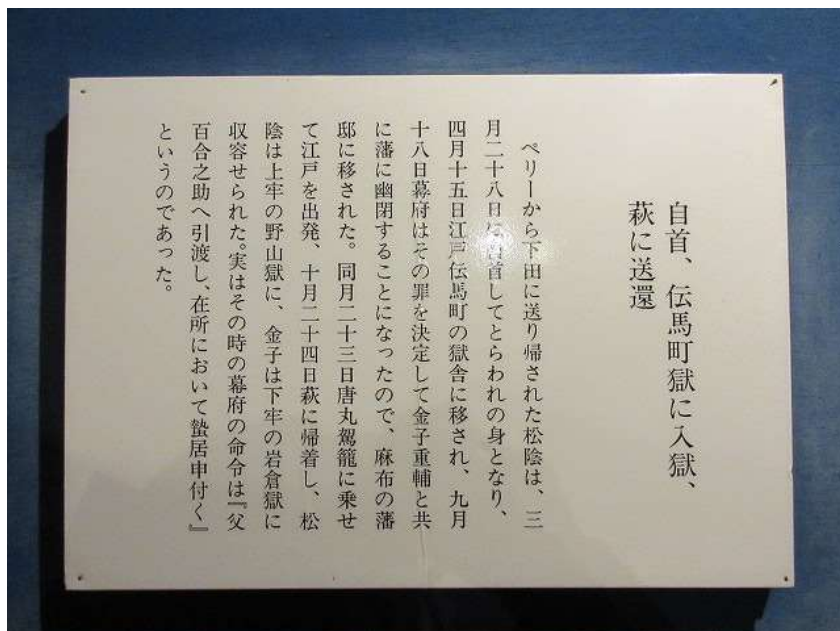 自首、伝馬町獄に入獄、
萩に送還
ペリーから下田に送り帰された松陰は、三
月二十八日に自首してとらわれの身となり、
四月十五日江戸伝馬町の獄舎に移され、九月
十八日幕府はその罪を決定して金子重輔と共
に藩に幽閉することになったので、麻布の藩
邸に移された。同月二十三日唐丸駕籠に乗せ
て江戸を出発、十月二十四日萩に帰着し、松
陰は上牢の野山獄に、金子は下牢の岩倉獄に
収容せられた。実はその時の幕府の命令は『父
百合之助へ引渡し、在所において蟄居申付く』
というのであった。